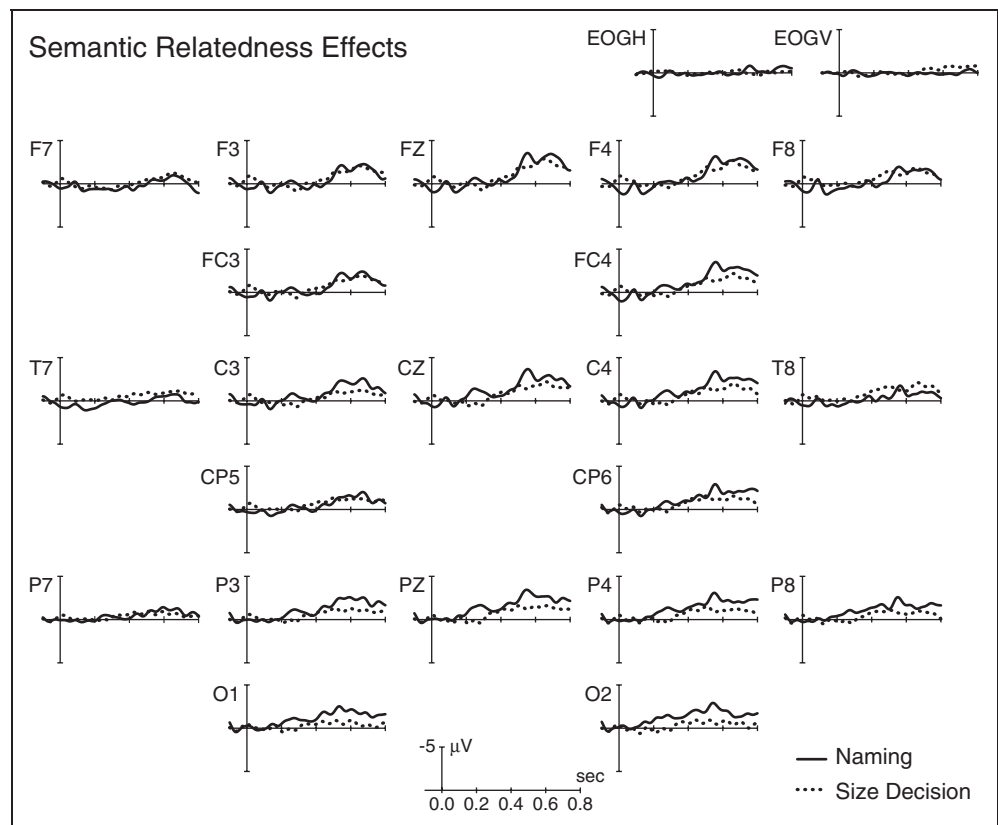 Semantic Relatedness Effects
EOGH EOGV
F7 F3 FZ F4 F8
FC3 FC4
T7 C3 CZ C4 T8
CP5 CP6
P7 P3 PZ P4 P8
O1 O2
-5 µV
sec
0.0 0.2 0.4 0.6 0.8
Naming
Size Decision